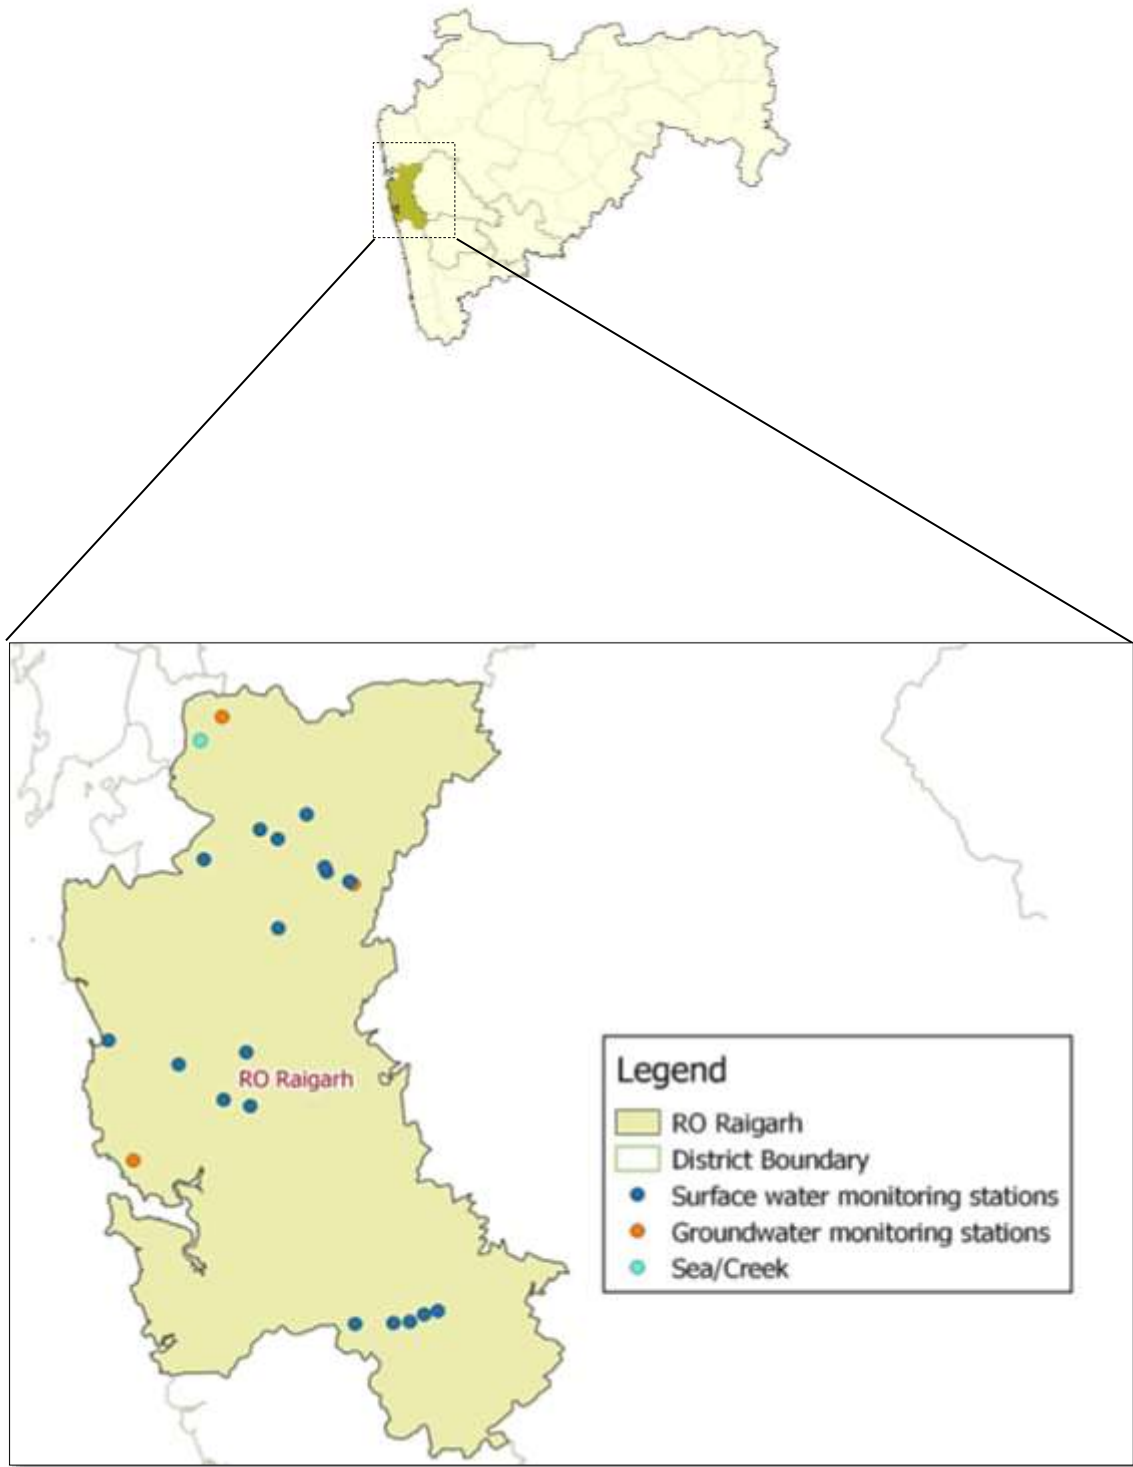 RO Raigarh
Legend
RO Raigarh
District Boundary
Surface water monitoring stations
Groundwater monitoring stations
Sea/Creek